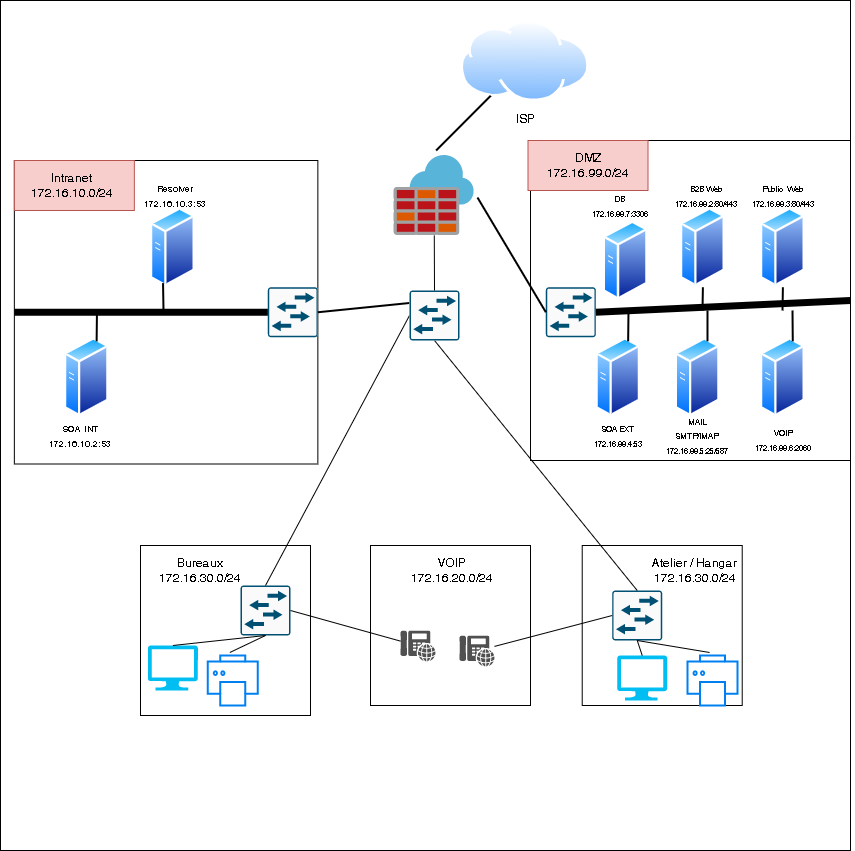 ISP
Intranet
172.16.10.0/24
Resolver
172.16.10.3:53
SOA INT
172.16.10.2:53
DMZ
172.16.99.0/24
DB
172.16.99.7:3306
B2B Web
172.16.99.2:80/443
Public Web
172.16.99.3:80/443
SOA EXT
172.16.99.4:53
MAIL
SMTP/IMAP
172.16.99.5:25/587
VOIP
172.16.99.6:2060
Bureaux
172.16.30.0/24
VOIP
172.16.20.0/24
Atelier / Hangar
172.16.30.0/24